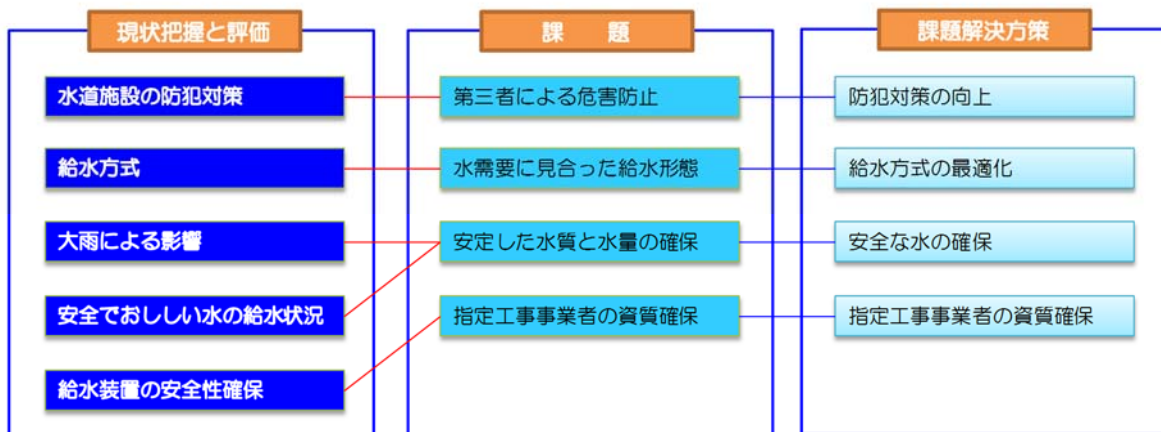 現状把握と評価
水道施設の防犯対策
給水方式
大雨による影響
安全でおししい水の給水状況
給水装置の安全性確保
課　題
第三者による危害防止
水需要に見合った給水形態
安定した水質と水量の確保
指定工事事業者の資質確保
課題解決方策
防犯対策の向上
給水方式の最適化
安全な水の確保
指定工事事業者の資質確保